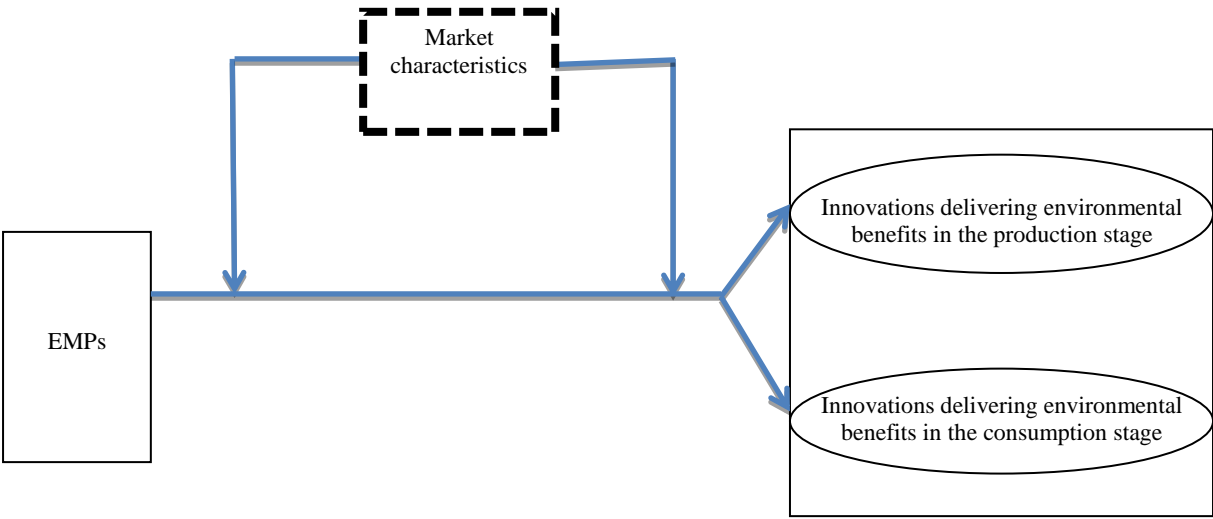 Market
characteristics
Innovations delivering environmental
benefits in the production stage
EMPs
Innovations delivering environmental
benefits in the consumption stage